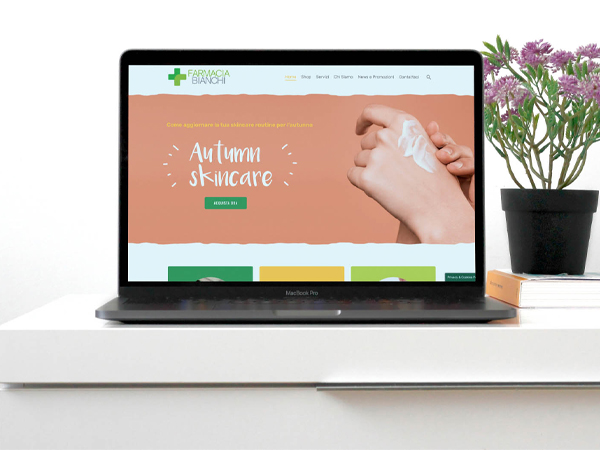 FARMACIA
BIANCHI
Home Shop Servizi Chi Siamo News e Promozioni Contattaci
Come aggiornare la tua skincare routine per l'autunno
Autumn
skincare
ACQUISTA ORA
Privacy & Cookies P
MacBook Pro